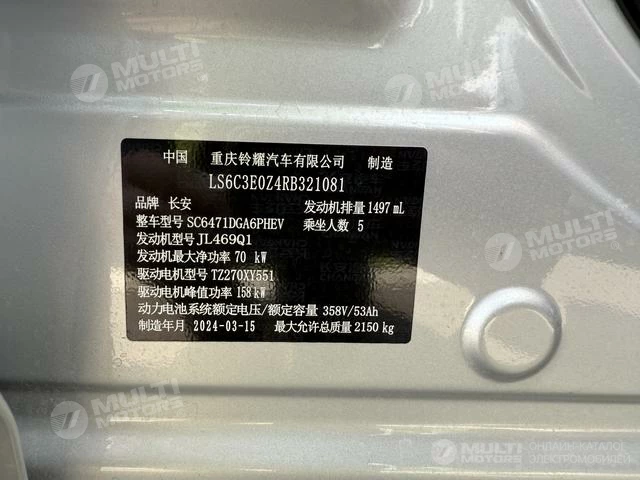 MULTI MOTORS
MULTI MOTORS
中国 重庆铃耀汽车有限公司 制造
LS6C3E0Z4RB321081
品牌 长安 发动机排量 1497 mL
整车型号 SC6471DGA6PHEV 乘坐人数 5
发动机型号 JL469Q1
发动机最大净功率 70 kW
驱动电机型号 TZ270XY551
驱动电机峰值功率 158 kW
动力电池系统额定电压/额定容量 358V/53Ah
制造年月 2024-03-15 最大允许总质量 2150 kg
MULTI MOTORS
MULTI MOTORS
ОНЛАЙН-КАТАЛОГ
ЭЛЕКТРОМОБИЛЕЙ